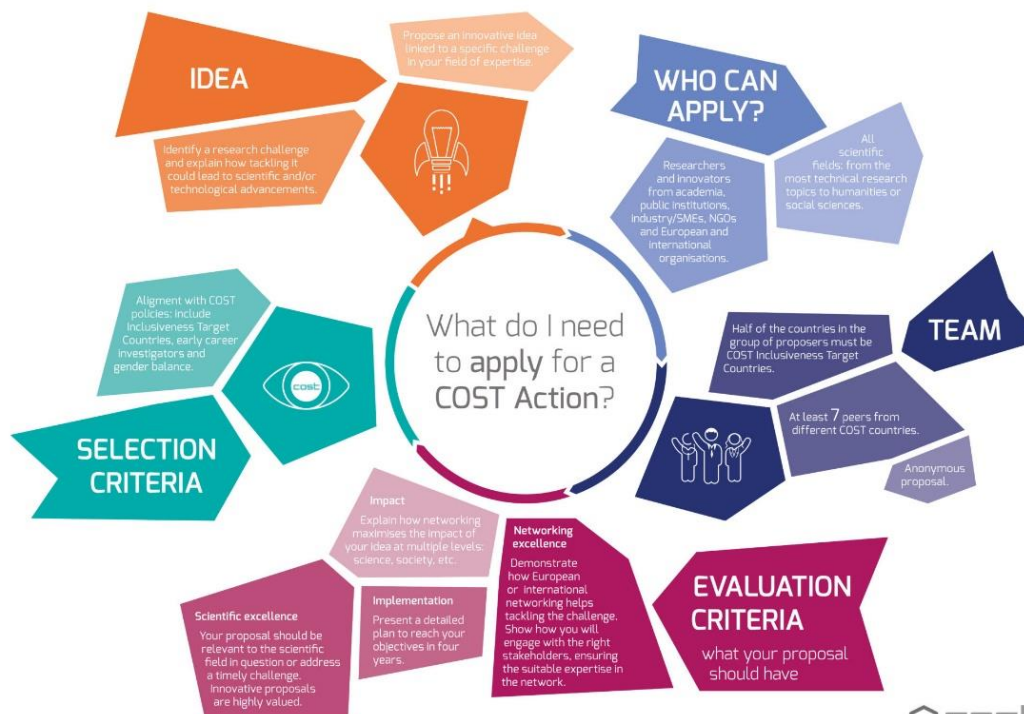 IDEA
Propose an innovative idea
linked to a specific challenge
in your field of expertise.
Identify a research challenge
and explain how tackling it
could lead to scientific and/or
technological advancements.
WHO CAN
APPLY?
Researchers
and innovators
from academia,
public institutions,
industry/SMEs, NGOs
and European and
international
organisations.
All
scientific
fields: from the
most technical research
topics to humanities or
social sciences.
What do I need
to apply for a
COST Action?
TEAM
Half of the countries in the
group of proposers must be
COST Inclusiveness Target
Countries.
At least 7 peers from
different COST countries.
Anonymous
proposal.
Aligment with COST
policies: include
Inclusiveness Target
Countries, early career
investigators and
gender balance.
cost
SELECTION
CRITERIA
Impact
Explain how networking
maximises the impact of
your idea at multiple levels:
science, society, etc.
Scientific excellence
Your proposal should be
relevant to the scientific
field in question or address
a timely challenge.
Innovative proposals
are highly valued.
Implementation
Present a detailed
plan to reach your
objectives in four
years.
Networking
excellence
Demonstrate
how European
or international
networking helps
tackling the challenge.
Show how you will
engage with the right
stakeholders, ensuring
the suitable expertise in
the network.
EVALUATION
CRITERIA
what your proposal
should have